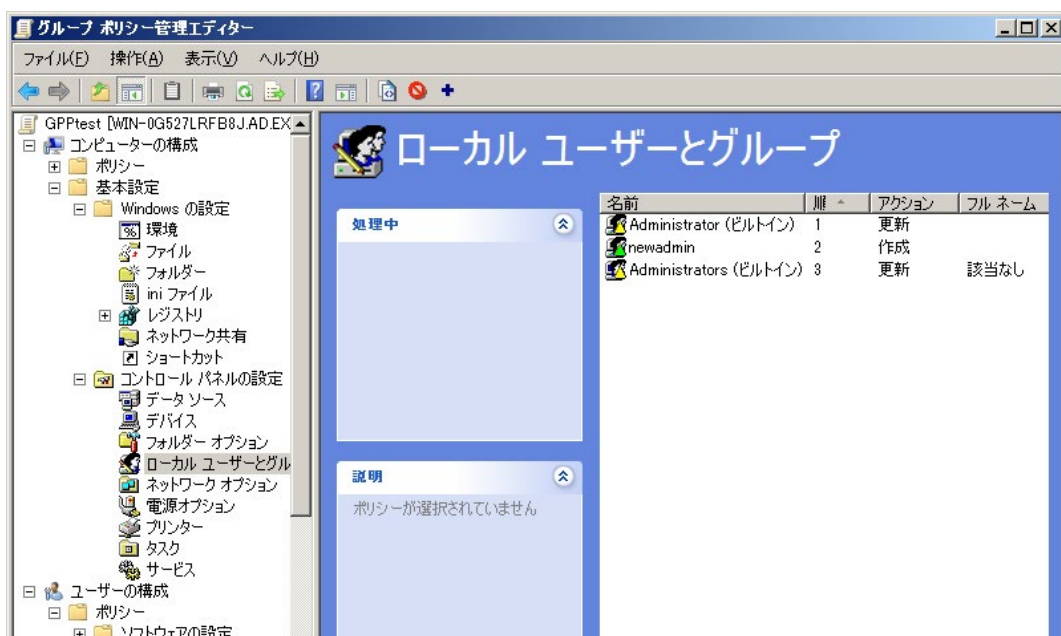 グループ ポリシー管理エディター
ファイル(F) 操作(A) 表示(V) ヘルプ(H)
GPPtest [WIN-0G527LRFB8J.AD.EX
コンピューターの構成
ポリシー
基本設定
Windows の設定
環境
ファイル
フォルダー
ini ファイル
レジストリ
ネットワーク共有
ショートカット
コントロール パネルの設定
データ ソース
デバイス
フォルダー オプション
ローカル ユーザーとグル
ネットワーク オプション
電源オプション
プリンター
タスク
サービス
ユーザーの構成
ポリシー
ソフトウェアの設定
ローカル ユーザーとグループ
処理中
説明
ポリシーが選択されていません
名前 順 アクション フル ネーム
Administrator (ビルトイン) 1 更新
newadmin 2 作成
Administrators (ビルトイン) 3 更新 該当なし